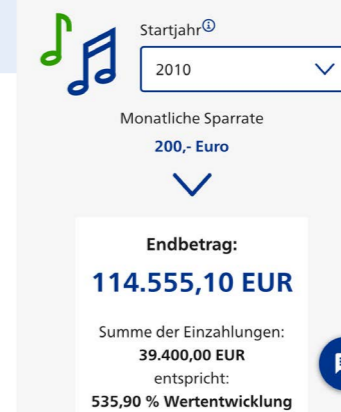 Startjahrⓘ
2010
Monatliche Sparrate
200,- Euro
Endbetrag:
114.555,10 EUR
Summe der Einzahlungen:
39.400,00 EUR
entspricht:
535,90 % Wertentwicklung